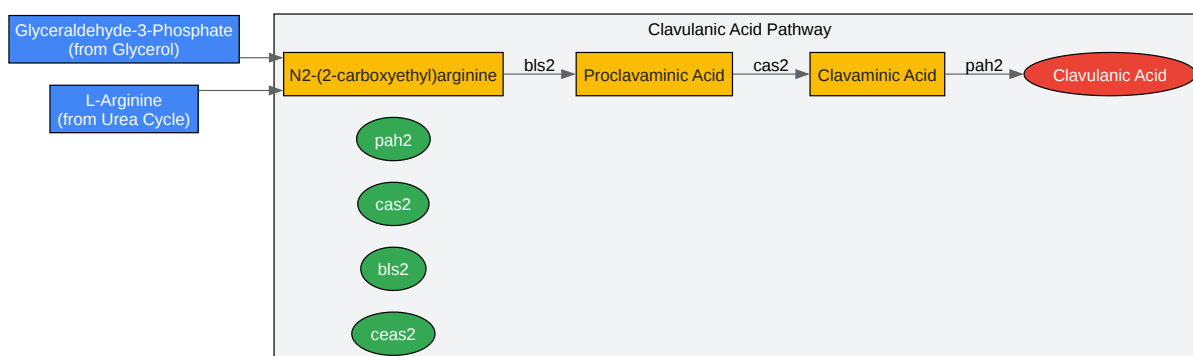 Glyceraldehyde-3-Phosphate
(from Glycerol)
L-Arginine
(from Urea Cycle)
Clavulanic Acid Pathway
N2-(2-carboxyethyl)arginine
bls2
Proclavaminic Acid
cas2
Clavaminic Acid
pah2
Clavulanic Acid
pah2
cas2
bls2
ceas2